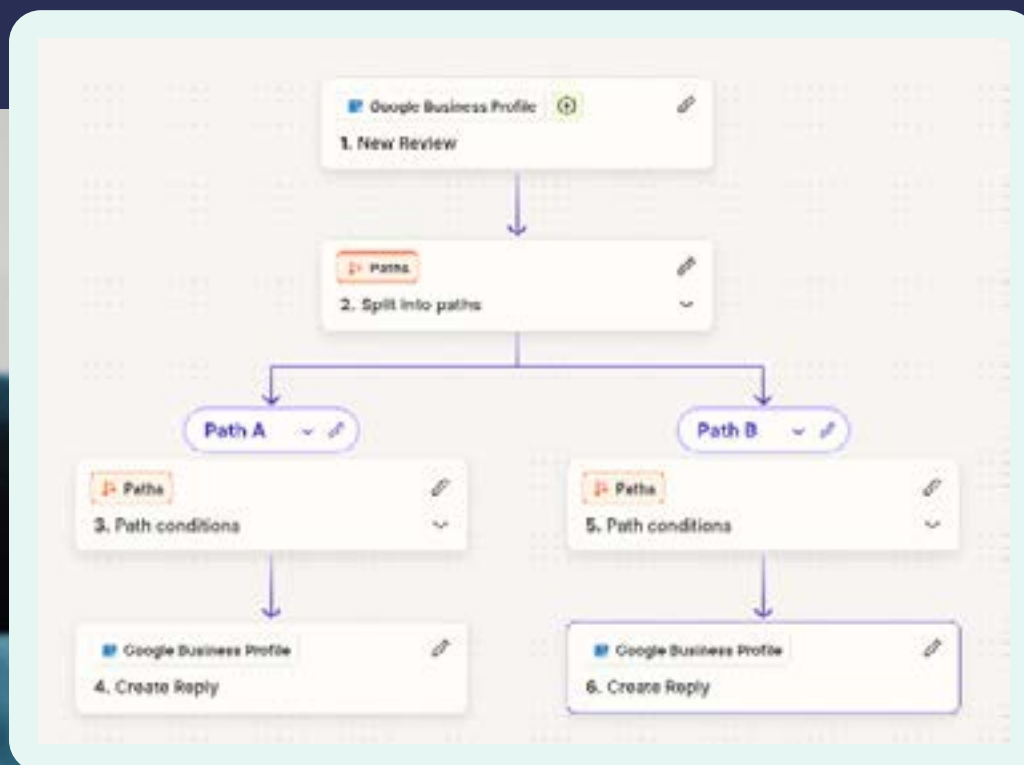 Google Business Profile
1. New Review
Paths
2. Split into paths
Path A
Path B
Paths
3. Path conditions
Paths
5. Path conditions
Google Business Profile
4. Create Reply
Google Business Profile
6. Create Reply